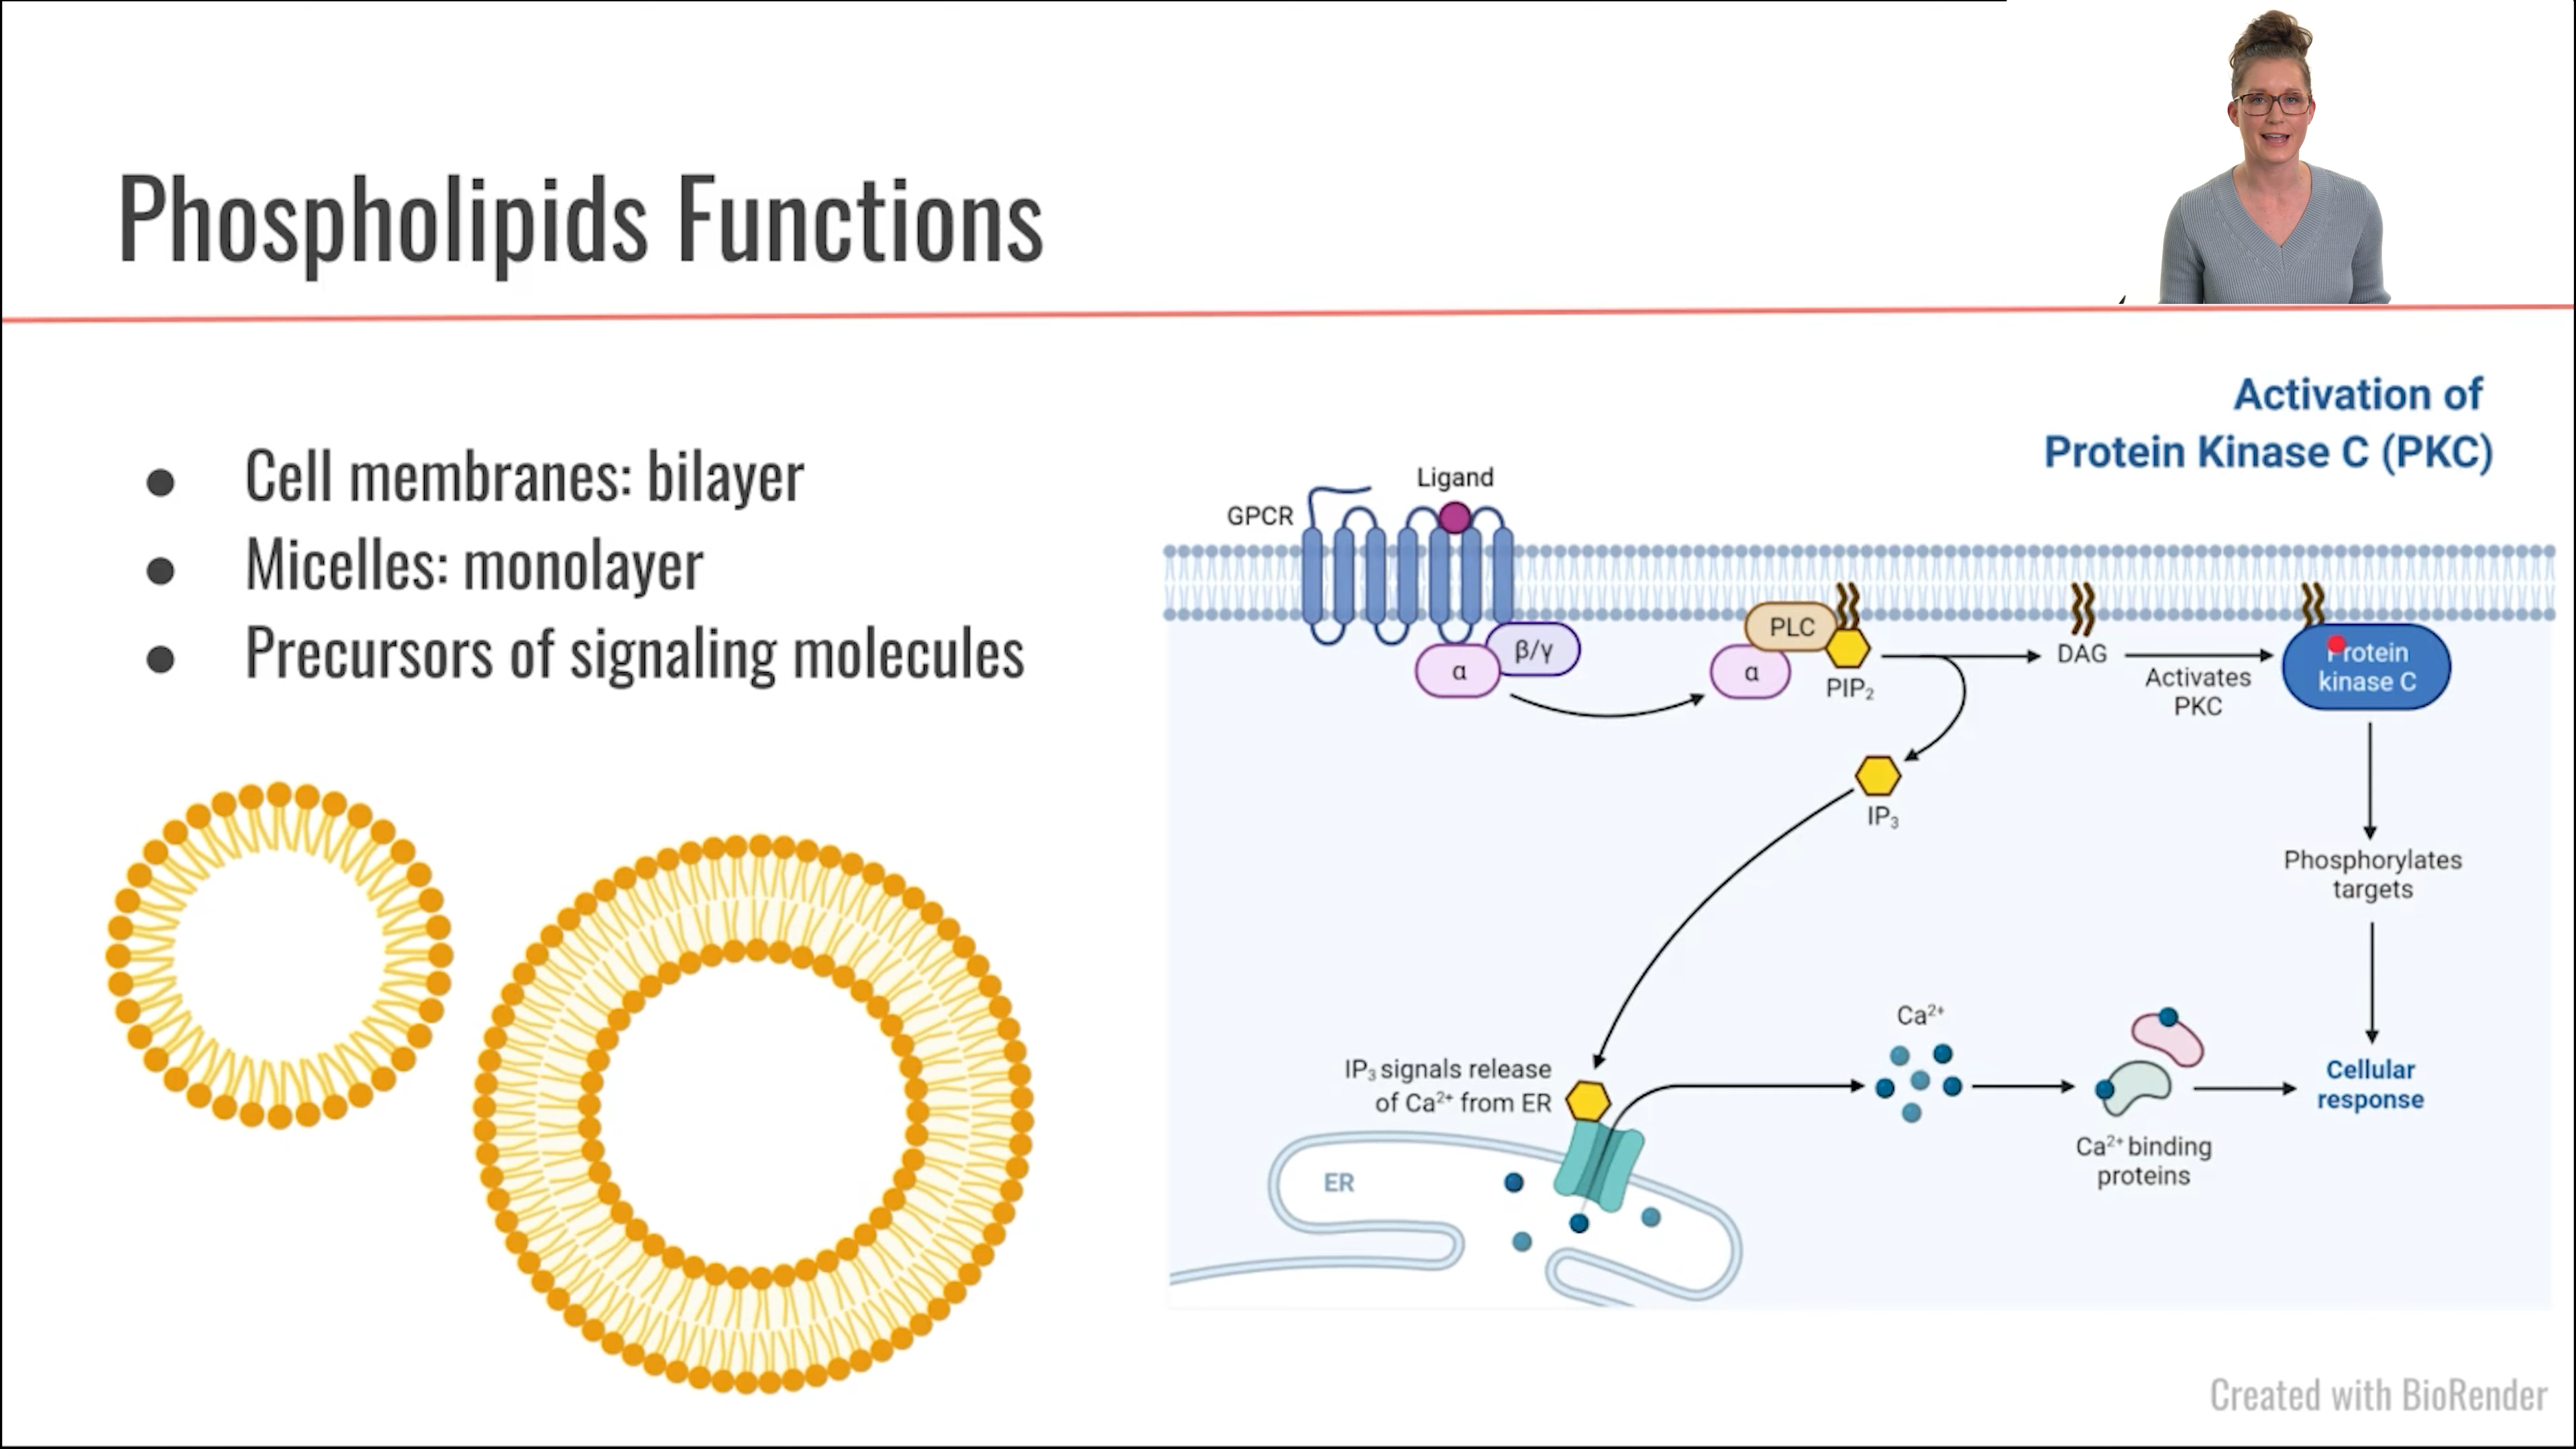 Phospholipids Functions
● Cell membranes: bilayer
● Micelles: monolayer
● Precursors of signaling molecules
Activation of
Protein Kinase C (PKC)
Ligand
GPCR
α
β/γ
PLC
α
PIP₂
DAG
Activates
PKC
Protein
kinase C
IP₃
Phosphorylates
targets
IP₃ signals release
of Ca²⁺ from ER
ER
Ca²⁺
Ca²⁺ binding
proteins
Cellular
response
Created with BioRender